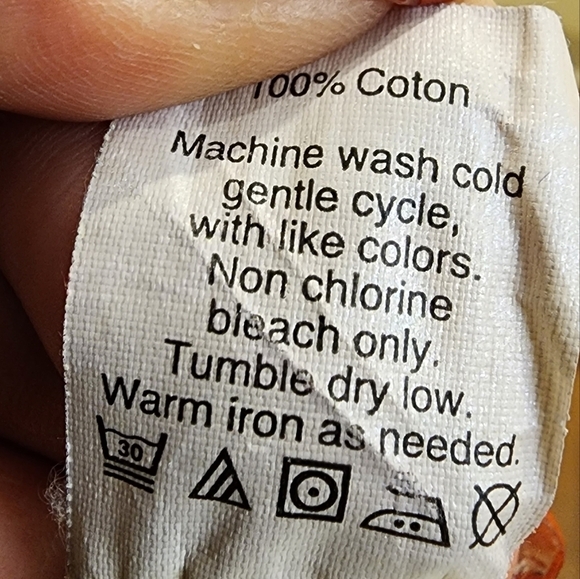 100% Coton
Machine wash cold
gentle cycle,
with like colors.
Non chlorine
bleach only.
Tumble dry low.
Warm iron as needed.
30